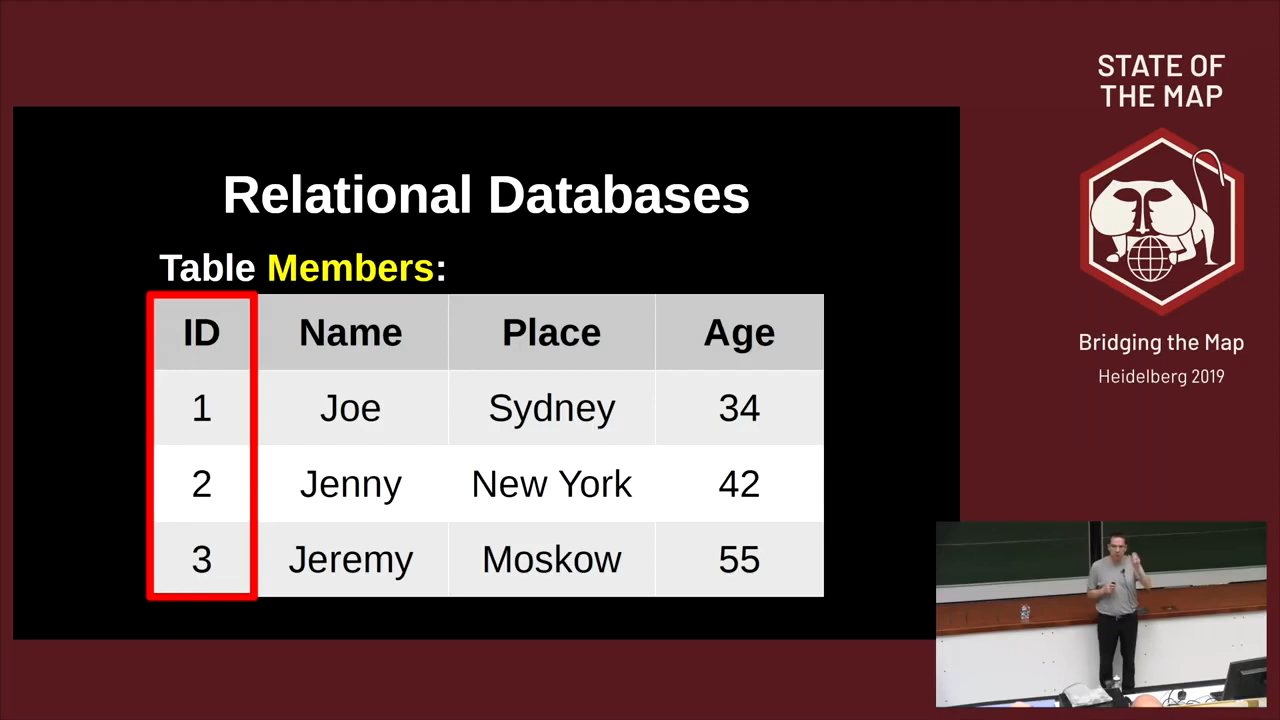 STATE OF
THE MAP
Bridging the Map
Heidelberg 2019
Relational Databases
Table Members:
ID Name Place Age
1 Joe Sydney 34
2 Jenny New York 42
3 Jeremy Moskow 55